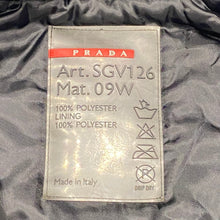 PRADA
Art. SGV126
Mat. 09W
100% POLYESTER
LINING
100% POLYESTER
Made in Italy
DRIP DRY